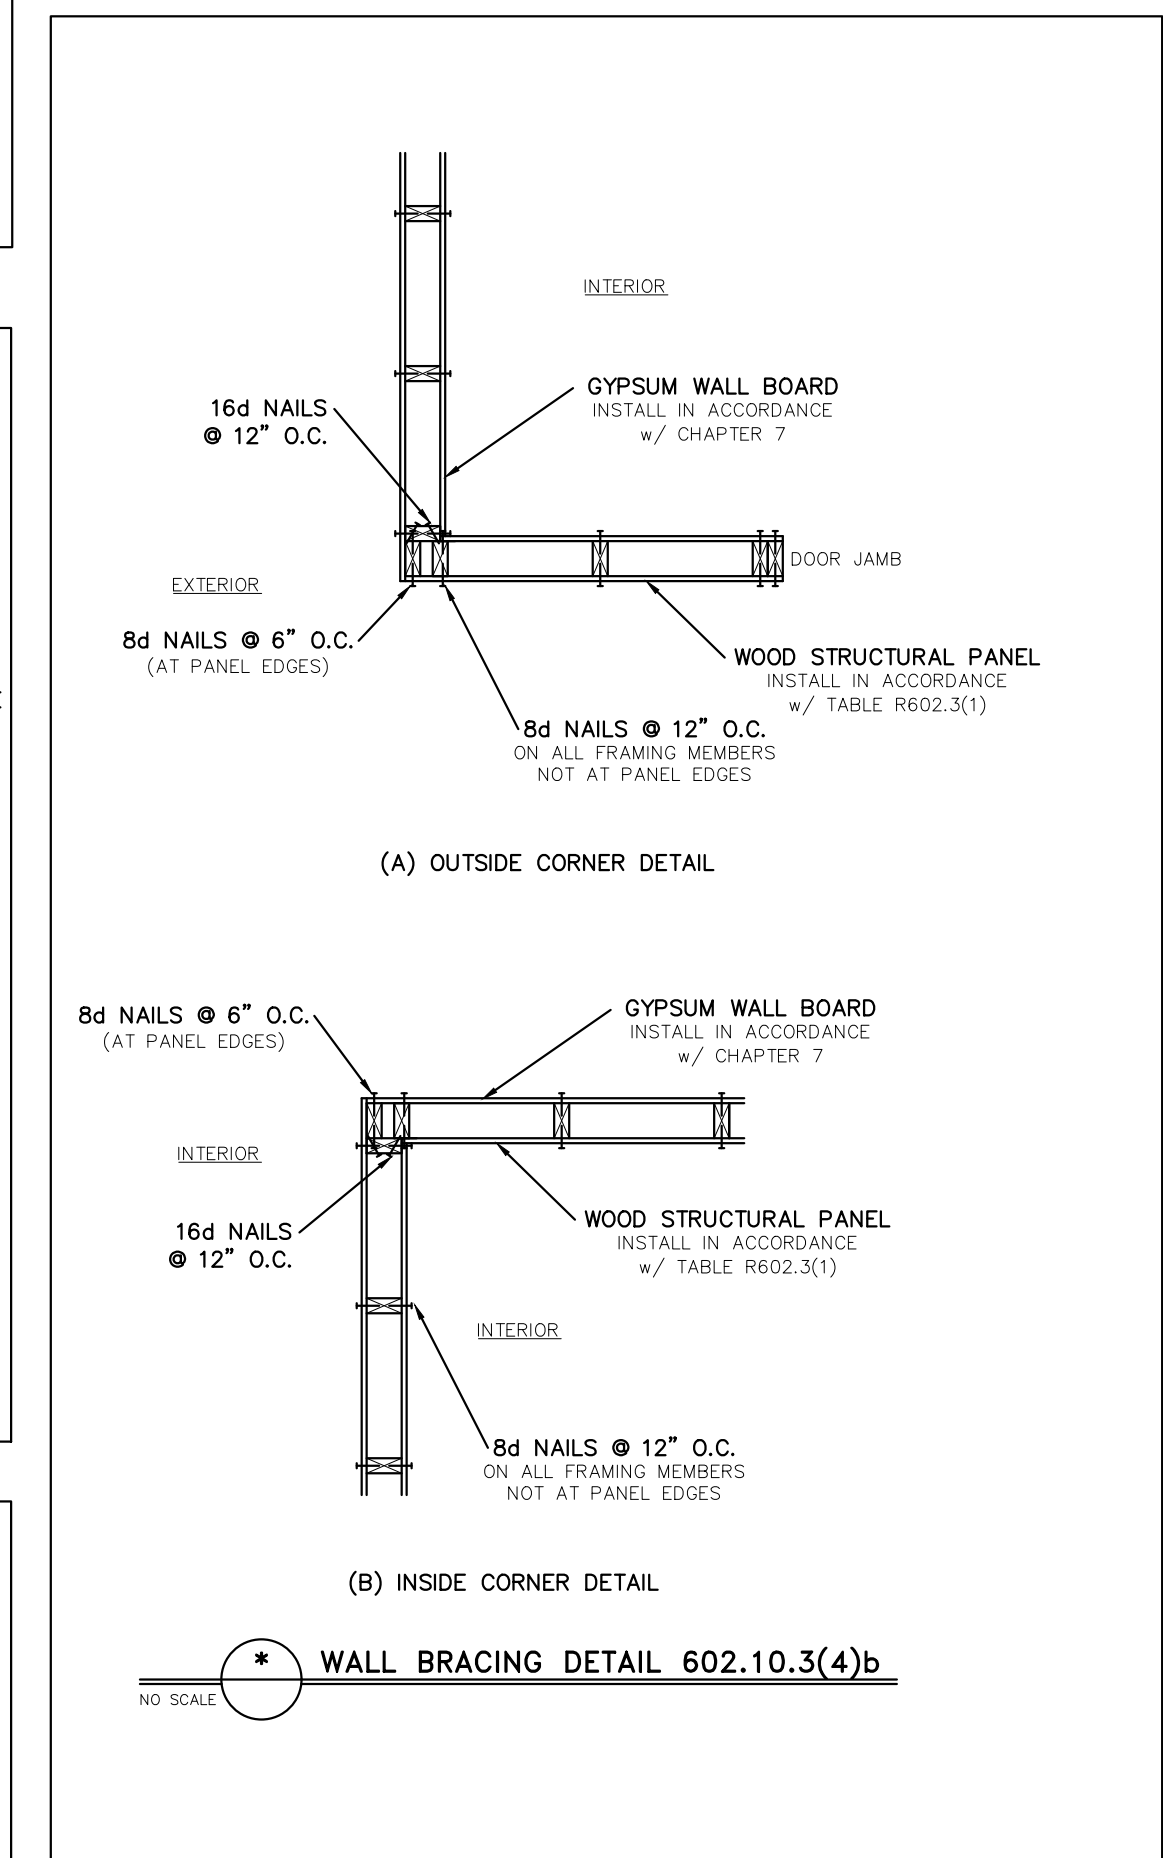 INTERIOR
GYPSUM WALL BOARD
INSTALL IN ACCORDANCE
w/ CHAPTER 7
16d NAILS
@ 12" O.C.
DOOR JAMB
EXTERIOR
8d NAILS @ 6" O.C.
(AT PANEL EDGES)
WOOD STRUCTURAL PANEL
INSTALL IN ACCORDANCE
w/ TABLE R602.3(1)
8d NAILS @ 12" O.C.
ON ALL FRAMING MEMBERS
NOT AT PANEL EDGES
(A) OUTSIDE CORNER DETAIL
8d NAILS @ 6" O.C.
(AT PANEL EDGES)
GYPSUM WALL BOARD
INSTALL IN ACCORDANCE
w/ CHAPTER 7
INTERIOR
16d NAILS
@ 12" O.C.
WOOD STRUCTURAL PANEL
INSTALL IN ACCORDANCE
w/ TABLE R602.3(1)
INTERIOR
8d NAILS @ 12" O.C.
ON ALL FRAMING MEMBERS
NOT AT PANEL EDGES
(B) INSIDE CORNER DETAIL
* WALL BRACING DETAIL 602.10.3(4)b
NO SCALE